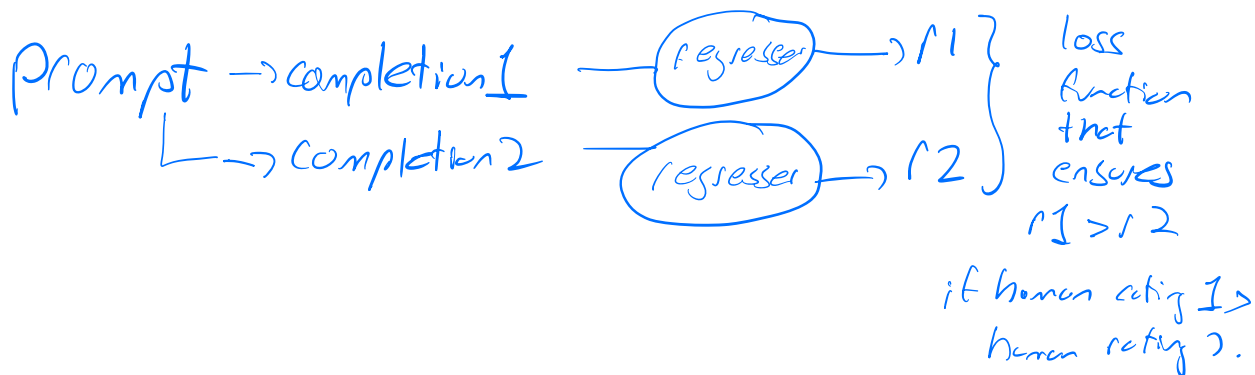 prompt → completion1 regresser → r1
→ completion2 regresser → r2
loss
function
that
ensures
r1 > r2
if human rating 1 >
human rating 2.